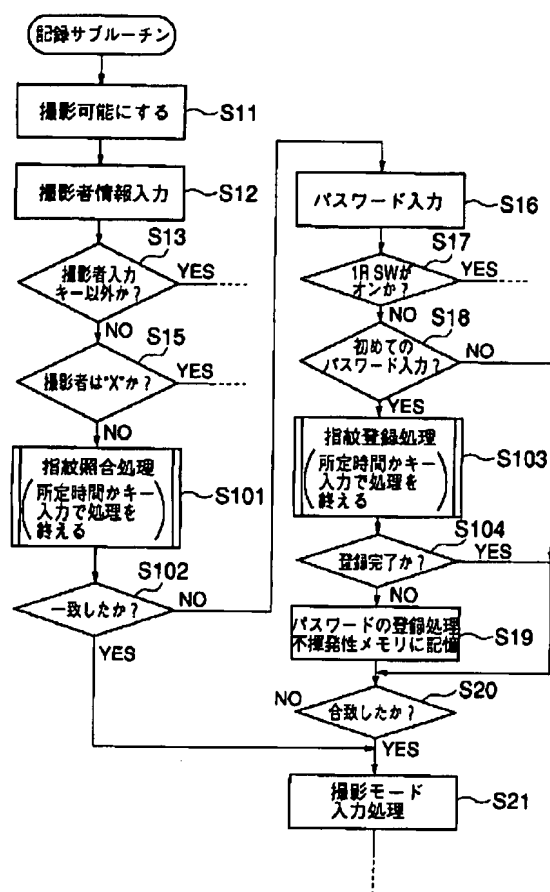 記録サブルーチン
撮影可能にする
S11
撮影者情報入力
S12
S13
撮影者入力
キー以外か?
YES
NO
S15
撮影者は"X"か?
YES
NO
指紋照合処理
(所定時間かキー
入力で処理を
終える)
S101
S102
一致したか?
NO
YES
パスワード入力
S16
S17
1R SWが
オンか?
YES
NO
S18
初めての
パスワード入力?
NO
YES
指紋登録処理
(所定時間かキー
入力で処理を
終える)
S103
S104
登録完了か?
YES
NO
パスワードの登録処理
不揮発性メモリに記憶
S19
S20
NO
合致したか?
YES
撮影モード
入力処理
S21